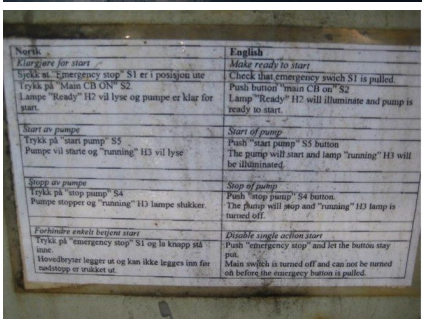 Norsk
Klargjøre for start
Sjekk at "Emergency stop" S1 er i posisjon ute
Trykk på "Main CB ON" S2
Lampe "Ready" H2 vil lyse og pumpe er klar for
start.
English
Make ready to start
Check that emergency swich S1 is pulled.
Push button "main CB on" S2
Lamp "Ready" H2 will illuminate and pump is
ready to start.
Start av pumpe
Trykk på "start pump" S5
Pumpe vil starte og "running" H3 vil lyse
Start of pump
Push "start pump" S5 button
The pump will start and lamp "running" H3 will
be illuminated.
Stopp av pumpe
Trykk på "stop pump" S4
Pumpe stopper og "running" H3 lampe slukker.
Stop of pump
Push "stop pump" S4 button.
The pump will stop and "running" H3 lamp is
turned off.
Forhindre enkelt betjent start
Trykk på "emergency stop" S1 og la knapp stå
inne.
Hovedbryter legger ut og kan ikke legges inn før
nødstopp er trukket ut.
Disable single action start
Push "emergency stop" and let the button stay
put.
Main switch is turned off and can not be turned
on before the emergecy button is pulled.